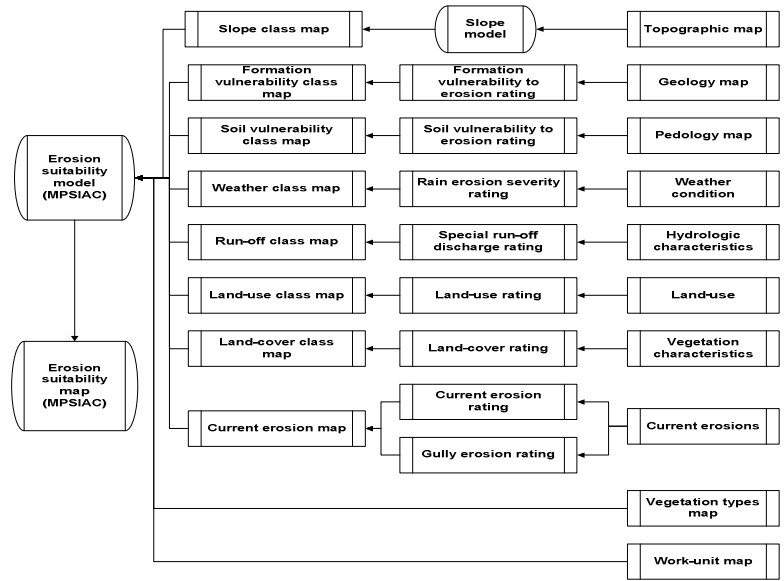 Slope class map
Slope
model
Topographic map
Formation
vulnerability class
map
Formation
vulnerability to
erosion rating
Geology map
Soil vulnerability
class map
Soil vulnerability to
erosion rating
Pedology map
Erosion
suitability
model
(MPSIAC)
Weather class map
Rain erosion severity
rating
Weather
condition
Run-off class map
Special run-off
discharge rating
Hydrologic
characteristics
Land-use class map
Land-use rating
Land-use
Erosion
suitability
map
(MPSIAC)
Land-cover class
map
Land-cover rating
Vegetation
characteristics
Current erosion map
Current erosion
rating
Gully erosion rating
Current erosions
Vegetation types
map
Work-unit map